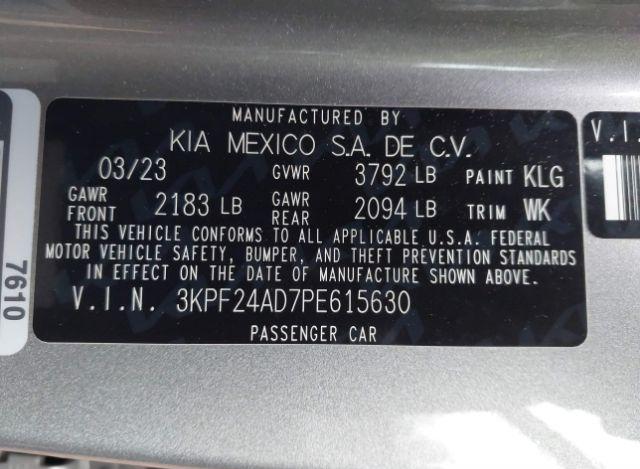 MANUFACTURED BY
KIA MEXICO S.A. DE C.V.
03/23 GVWR 3792 LB PAINT KLG
GAWR FRONT 2183 LB GAWR REAR 2094 LB TRIM WK
THIS VEHICLE CONFORMS TO ALL APPLICABLE U.S.A. FEDERAL
MOTOR VEHICLE SAFETY, BUMPER, AND THEFT PREVENTION STANDARDS
IN EFFECT ON THE DATE OF MANUFACTURE SHOWN ABOVE.
V.I.N. 3KPF24AD7PE615630
PASSENGER CAR
7610
V.I.